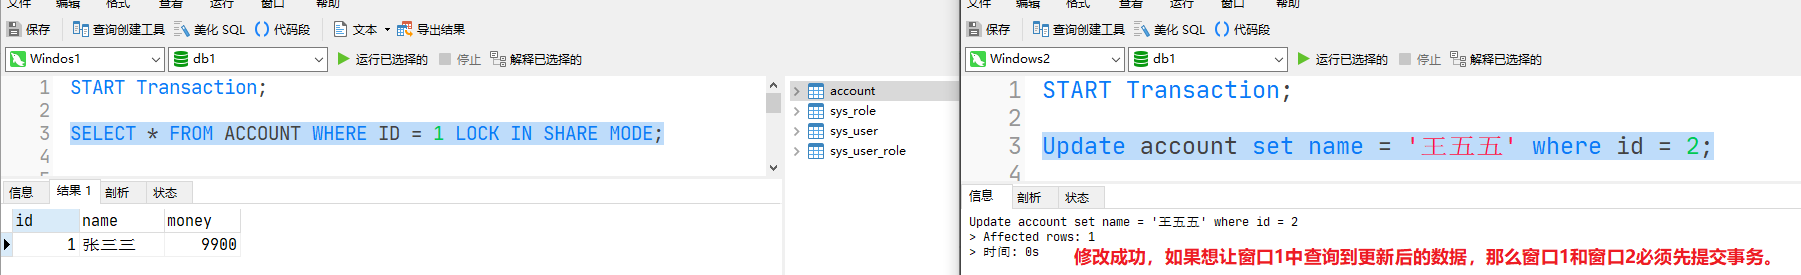 文件 编辑 格式 查看 运行 窗口 帮助
保存 查询创建工具 美化 SQL () 代码段 文本 导出结果
Windos1 db1 运行已选择的 停止 解释已选择的
1 START Transaction;
2
3 SELECT * FROM ACCOUNT WHERE ID = 1 LOCK IN SHARE MODE;
4
信息 结果 1 剖析 状态
id name money
1 张三三 9900
account
sys_role
sys_user
sys_user_role
文件 编辑 格式 查看 运行 窗口 帮助
保存 查询创建工具 美化 SQL () 代码段
Windows2 db1 运行已选择的 停止 解释已选择的
1 START Transaction;
2
3 Update account set name = '王五五' where id = 2;
4
信息 剖析 状态
Update account set name = '王五五' where id = 2
> Affected rows: 1
> 时间: 0s
修改成功，如果想让窗口1中查询到更新后的数据，那么窗口1和窗口2必须先提交事务。